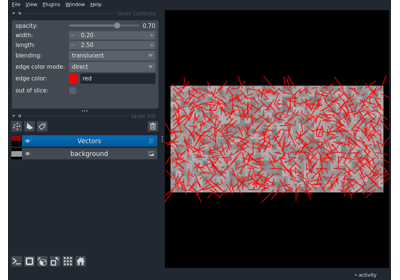 File View Plugins Window Help
layer controls
opacity: 0.70
width: 0.20
length: 2.50
blending: translucent
edge color mode: direct
edge color: red
out of slice:
layer list
Vectors
background
activity